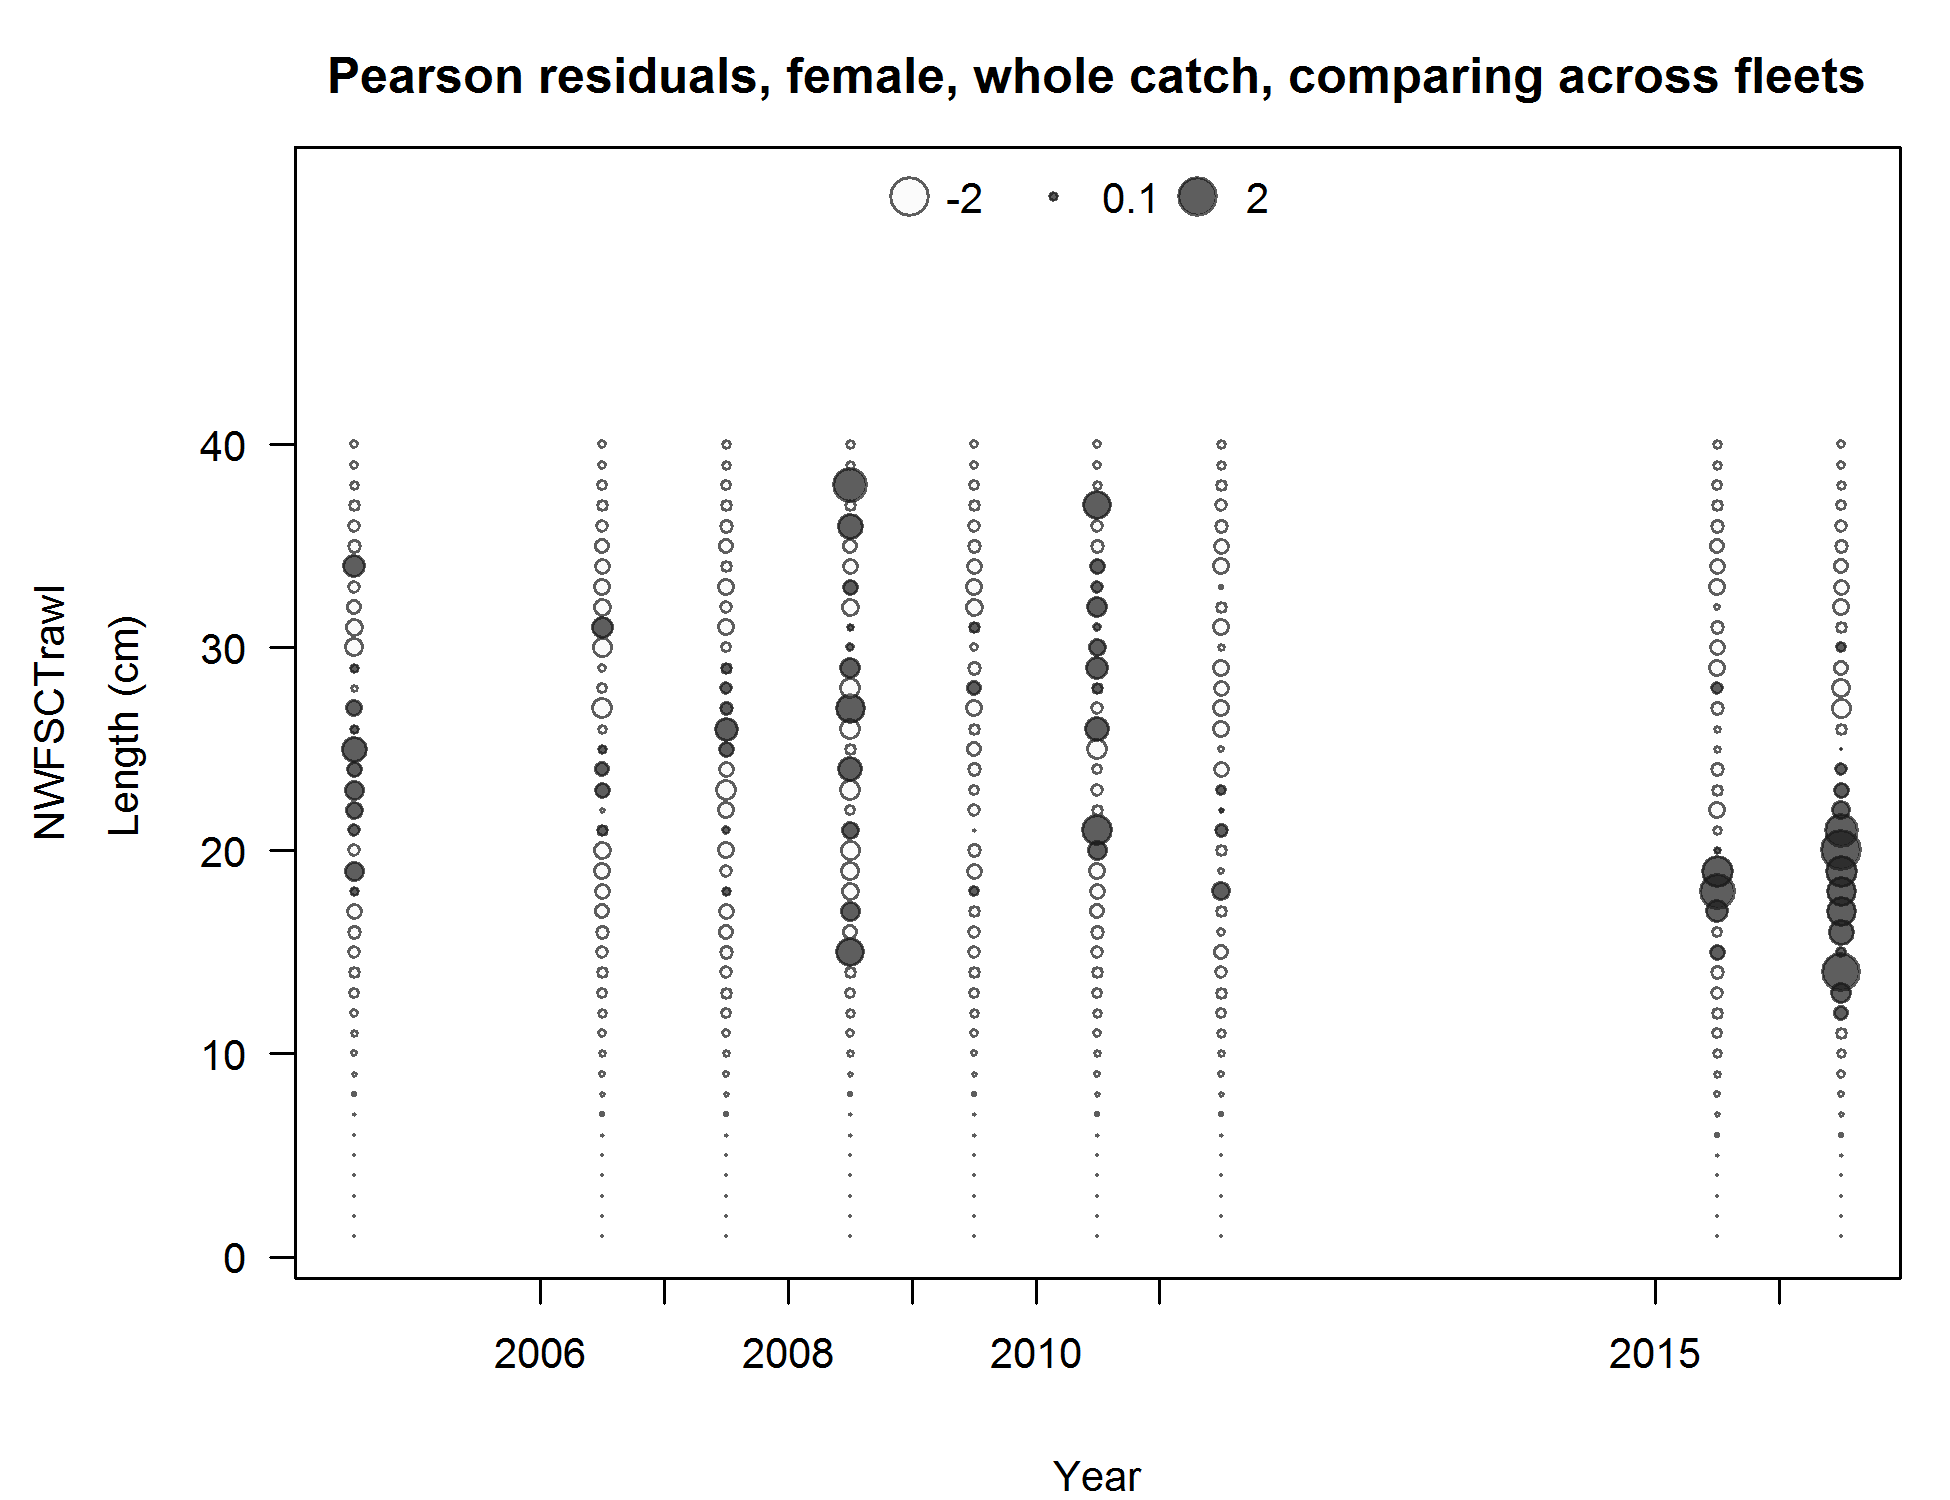 Pearson residuals, female, whole catch, comparing across fleets
-2 0.1 2
NWFSCTrawl
Length (cm)
40
30
20
10
0
2006 2008 2010 2015
Year